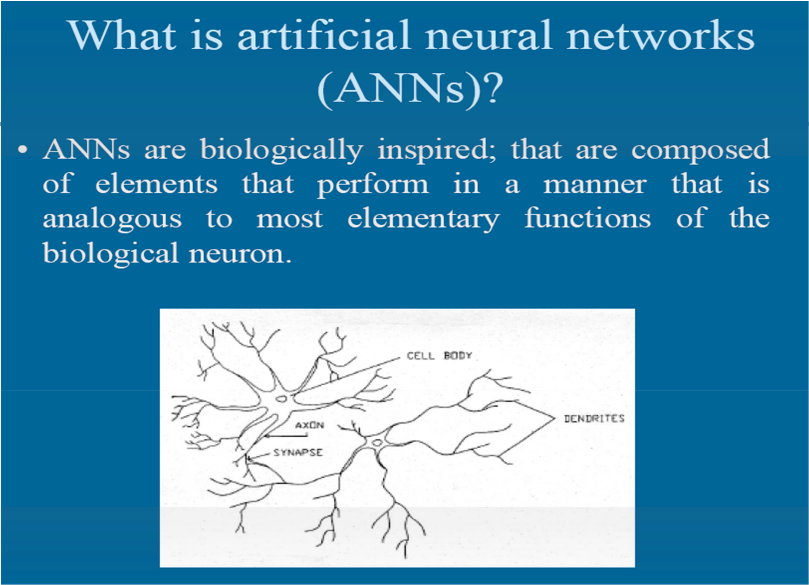 What is artificial neural networks
(ANNs)?
• ANNs are biologically inspired; that are composed
of elements that perform in a manner that is
analogous to most elementary functions of the
biological neuron.
CELL BODY
DENDRITES
AXON
SYNAPSE